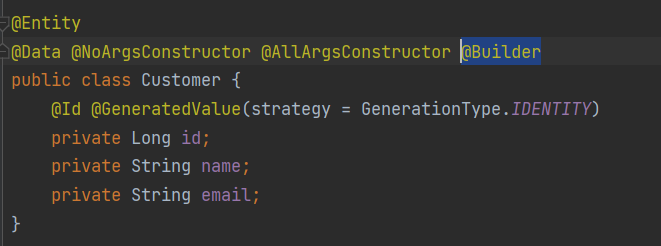 @Entity
@Data @NoArgsConstructor @AllArgsConstructor @Builder
public class Customer {
    @Id @GeneratedValue(strategy = GenerationType.IDENTITY)
    private Long id;
    private String name;
    private String email;
}